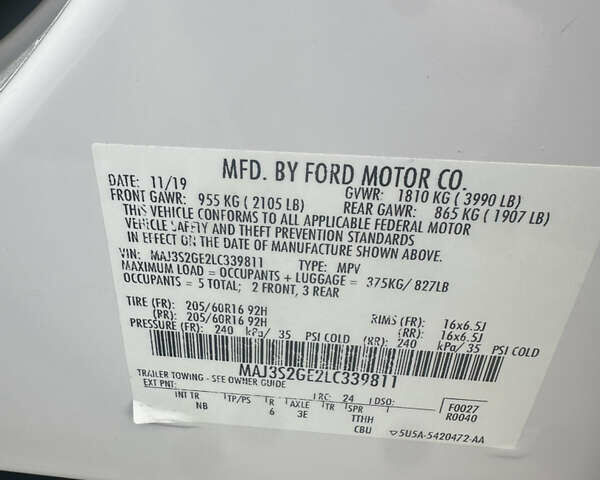 MFD. BY FORD MOTOR CO.
DATE: 11/19 GVWR: 1810 KG ( 3990 LB)
FRONT GAWR: 955 KG ( 2105 LB) REAR GAWR: 865 KG ( 1907 LB)
THIS VEHICLE CONFORMS TO ALL APPLICABLE FEDERAL MOTOR
VEHICLE SAFETY AND THEFT PREVENTION STANDARDS
IN EFFECT ON THE DATE OF MANUFACTURE SHOWN ABOVE.
VIN: MAJ3S2GE2LC339811 TYPE: MPV
MAXIMUM LOAD = OCCUPANTS + LUGGAGE = 375KG/ 827LB
OCCUPANTS = 5 TOTAL; 2 FRONT, 3 REAR
TIRE (FR): 205/60R16 92H RIMS (FR): 16x6.5J
(RR): 205/60R16 92H (RR): 16x6.5J
PRESSURE (FR): 240 kPa/ 35 PSI COLD (RR): 240 kPa/ 35 PSI COLD
MAJ3S2GE2LC339811
TRAILER TOWING - SEE OWNER GUIDE
EXT PNT: RC: 24 DSO: F0027
INT TR TP/PS R AXLE TR SPR R0040
NB 6 3E TTHH
CBU 5U5A-5420472-AA